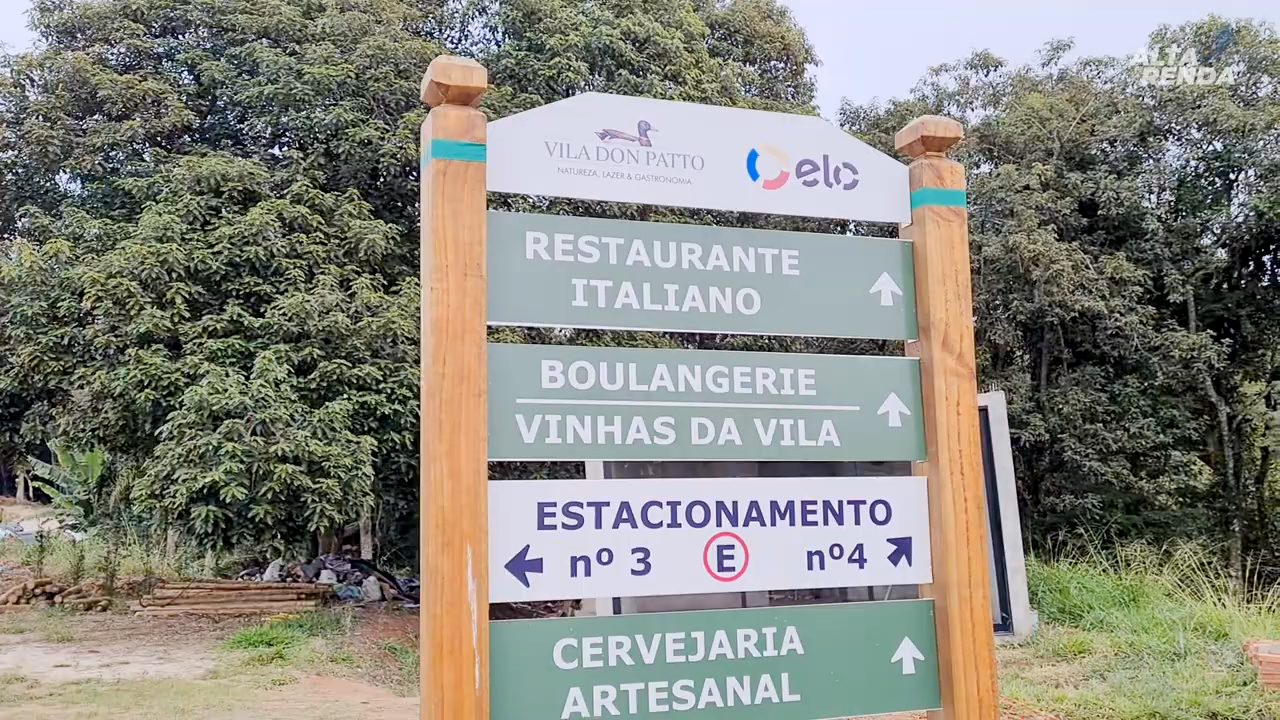 ALTA
RENDA
VILA DON PATTO
NATUREZA, LAZER & GASTRONOMIA
elo
RESTAURANTE
ITALIANO
BOULANGERIE
VINHAS DA VILA
ESTACIONAMENTO
nº 3 E nº4
CERVEJARIA
ARTESANAL